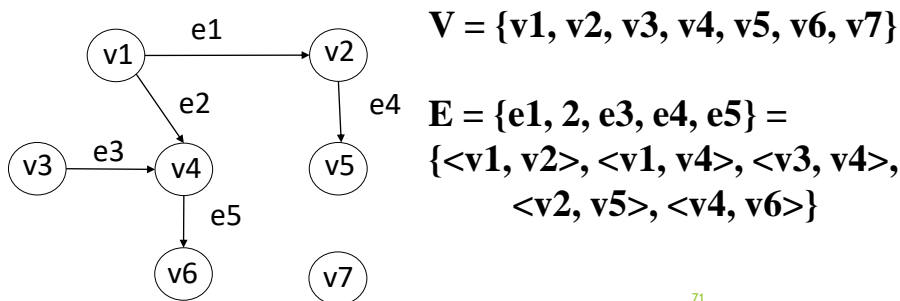 e1
v1
v2
e2
e4
v3
e3
v4
v5
e5
v6
v7
V = {v1, v2, v3, v4, v5, v6, v7}
E = {e1, 2, e3, e4, e5} =
{<v1, v2>, <v1, v4>, <v3, v4>,
<v2, v5>, <v4, v6>}
71